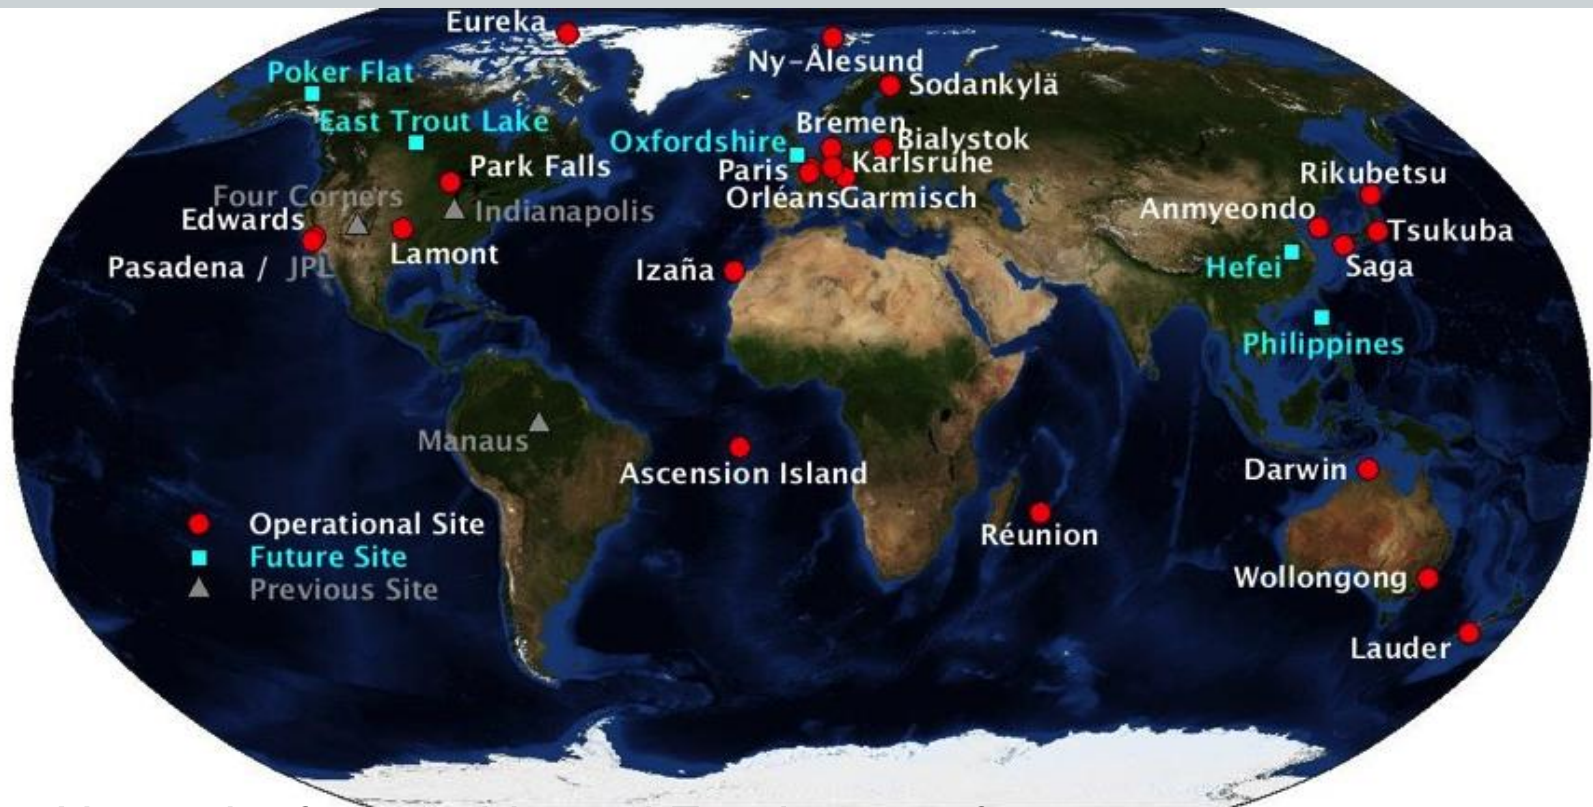 Eureka
Ny-Ålesund
Poker Flat
Sodankylä
East Trout Lake
Bremen
Oxfordshire
Bialystok
Park Falls
Paris
Karlsruhe
Rikubetsu
Four Corners
Orléans
Garmisch
Indianapolis
Anmyeondo
Edwards
Tsukuba
Lamont
Pasadena / JPL
Izaña
Hefei
Saga
Philippines
Manaus
Ascension Island
Darwin
Operational Site
Réunion
Future Site
Wollongong
Previous Site
Lauder